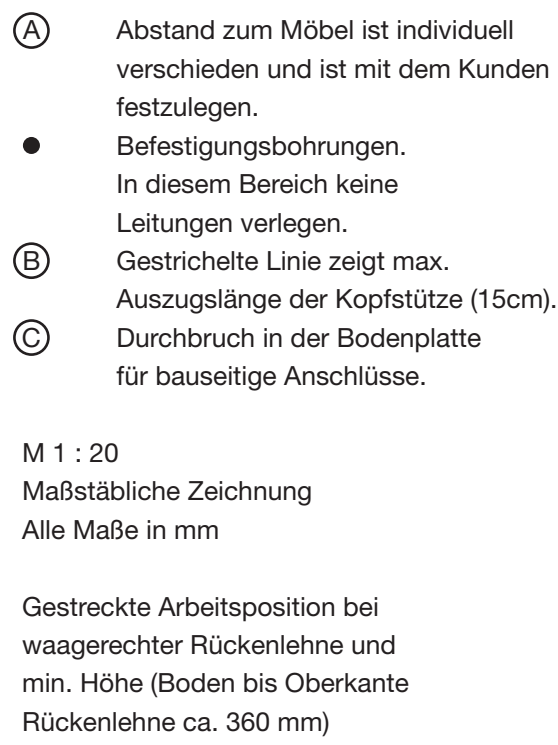 Ⓐ Abstand zum Möbel ist individuell
verschieden und ist mit dem Kunden
festzulegen.
● Befestigungsbohrungen.
In diesem Bereich keine
Leitungen verlegen.
Ⓑ Gestrichelte Linie zeigt max.
Auszugslänge der Kopfstütze (15cm).
Ⓒ Durchbruch in der Bodenplatte
für bauseitige Anschlüsse.
M 1 : 20
Maßstäbliche Zeichnung
Alle Maße in mm
Gestreckte Arbeitsposition bei
waagerechter Rückenlehne und
min. Höhe (Boden bis Oberkante
Rückenlehne ca. 360 mm)